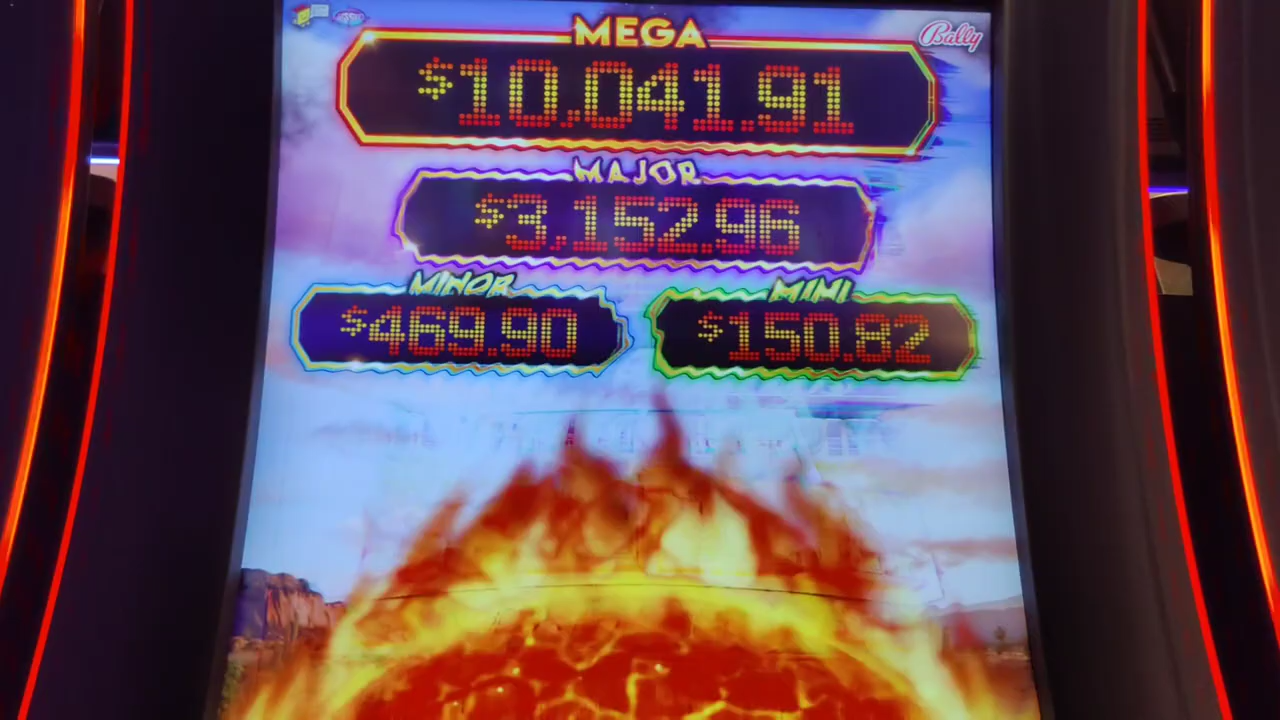 MEGA
Bally
$10,041.91
MAJOR
$3,152.96
MINOR
MINI
$469.90
$150.82